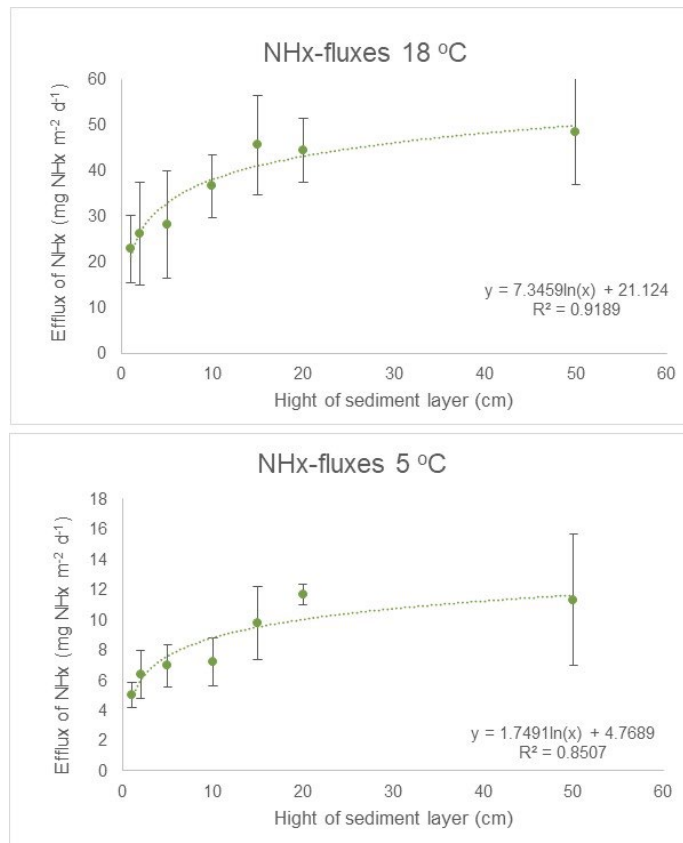 NHx-fluxes 18 ºC
Efflux of NHx (mg NHx m⁻² d⁻¹)
60
50
40
30
20
10
0
y = 7.3459ln(x) + 21.124
R² = 0.9189
0 10 20 30 40 50 60
Hight of sediment layer (cm)
NHx-fluxes 5 ºC
Efflux of NHx (mg NHx m⁻² d⁻¹)
18
16
14
12
10
8
6
4
2
0
y = 1.7491ln(x) + 4.7689
R² = 0.8507
0 10 20 30 40 50 60
Hight of sediment layer (cm)